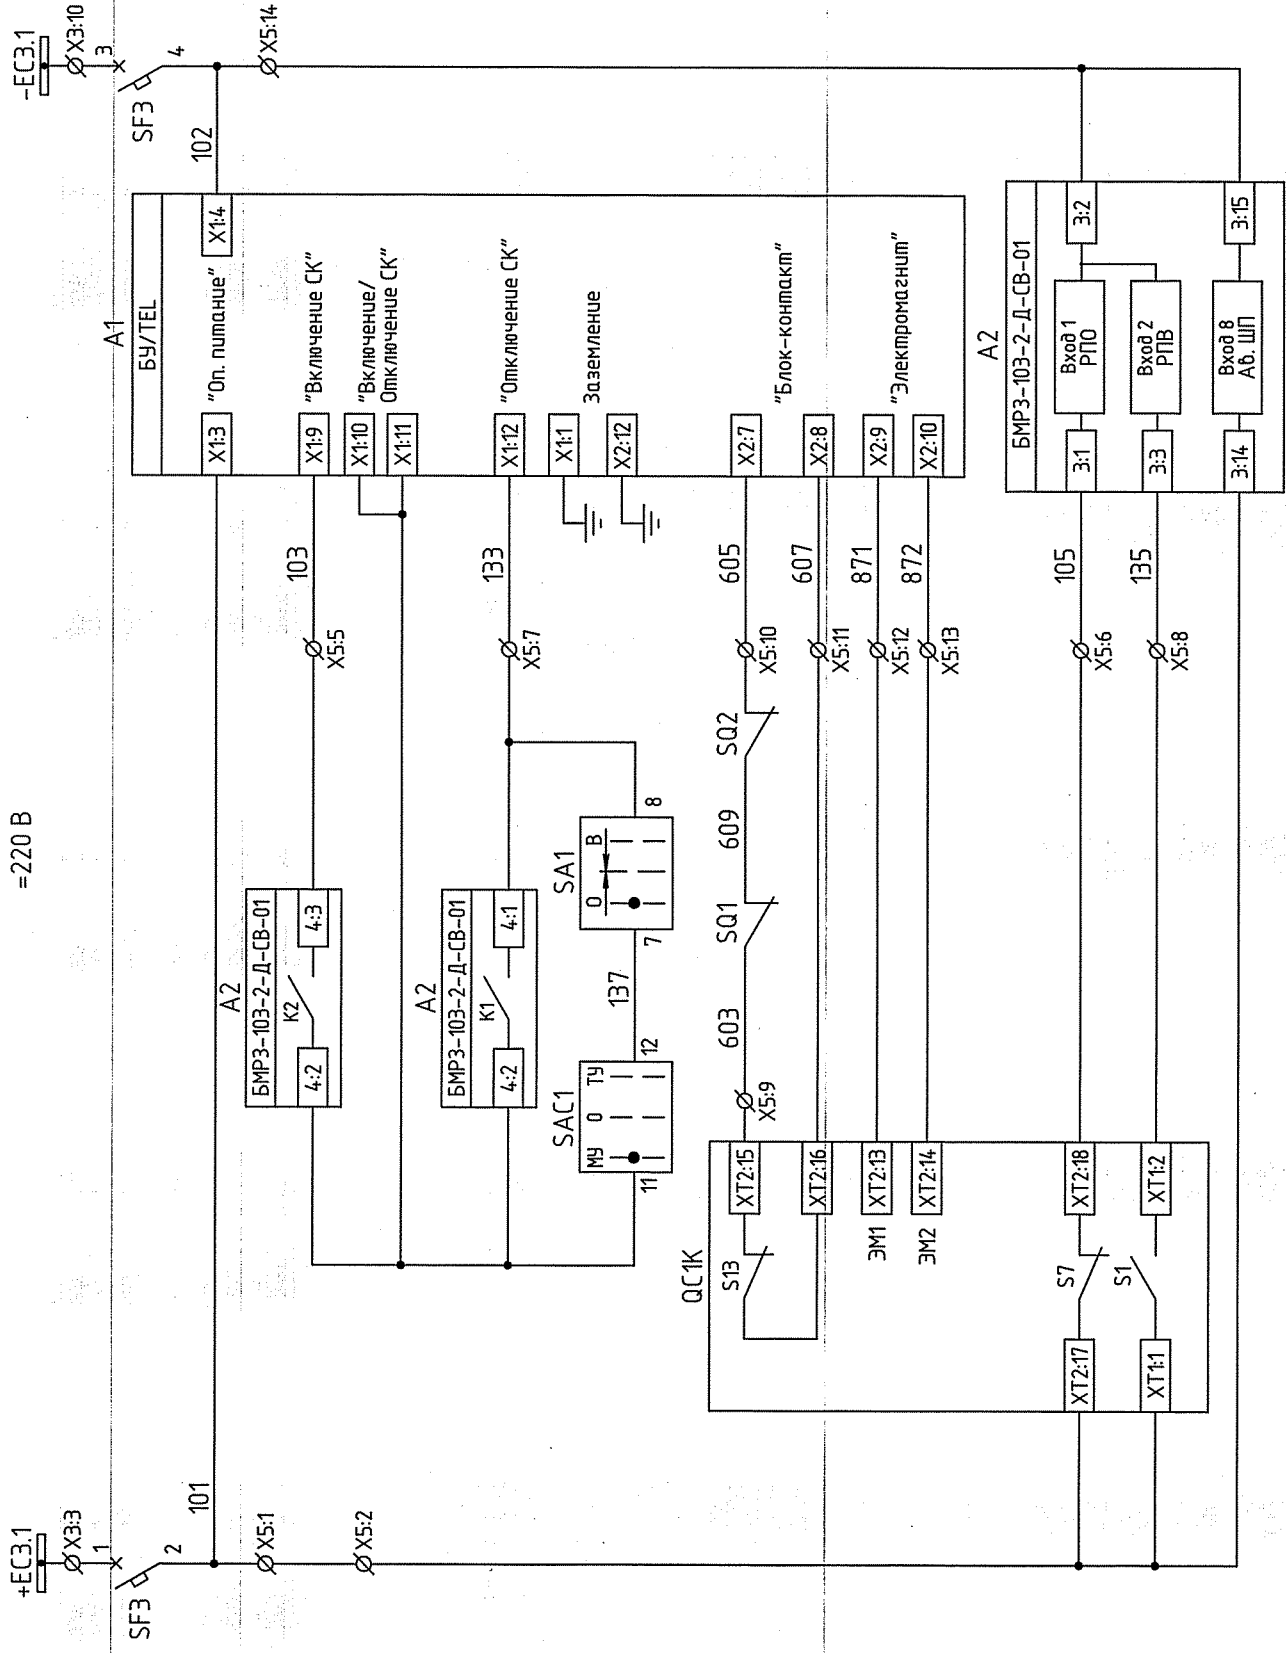 =220 В
+ЕС3.1
X3:3
1
SF3
2
101
X5:1
X5:2
-ЕС3.1
X3:10
3
SF3
4
102
X5:14
A1
БУ/TEL
X1:3
"Оп. питание"
X1:4
A2
БМРЗ-103-2-Д-СВ-01
4:2
K2
4:3
X5:5
103
X1:9
"Включение СК"
X1:10
X1:11
"Включение/
Отключение СК"
A2
БМРЗ-103-2-Д-СВ-01
4:2
K1
4:1
X5:7
133
X1:12
"Отключение СК"
X1:1
X2:12
Заземление
SAC1
МУ
О
ТУ
11
12
137
SA1
О
В
7
8
QC1K
S13
XT2:15
X5:9
603
SQ1
609
SQ2
X5:10
605
X2:7
"Блок-контакт"
XT2:16
X5:11
607
X2:8
ЭМ1
XT2:13
X5:12
871
X2:9
"Электромагнит"
ЭМ2
XT2:14
X5:13
872
X2:10
A2
БМРЗ-103-2-Д-СВ-01
XT2:17
S7
XT2:18
X5:6
105
3:1
Вход 1
РПО
3:2
XT1:1
S1
XT1:2
X5:8
135
3:3
Вход 2
РПВ
3:14
Вход 8
Ав. ШП
3:15